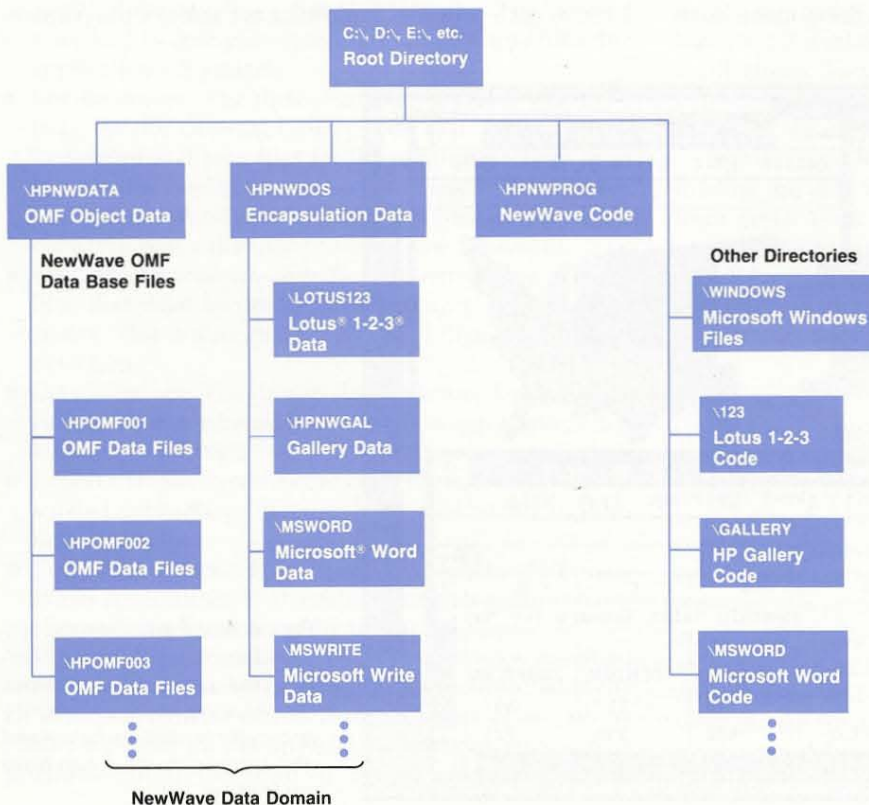 C:\, D:\, E:\, etc.
Root Directory
\HPNWDATA
OMF Object Data
\HPNWDOS
Encapsulation Data
\HPNWPROG
NewWave Code
NewWave OMF
Data Base Files
Other Directories
\LOTUS123
Lotus® 1-2-3®
Data
\WINDOWS
Microsoft Windows
Files
\HPOMF001
OMF Data Files
\HPNWGAL
Gallery Data
\123
Lotus 1-2-3
Code
\HPOMF002
OMF Data Files
\MSWORD
Microsoft® Word
Data
\GALLERY
HP Gallery
Code
\HPOMF003
OMF Data Files
\MSWRITE
Microsoft Write
Data
\MSWORD
Microsoft Word
Code
NewWave Data Domain